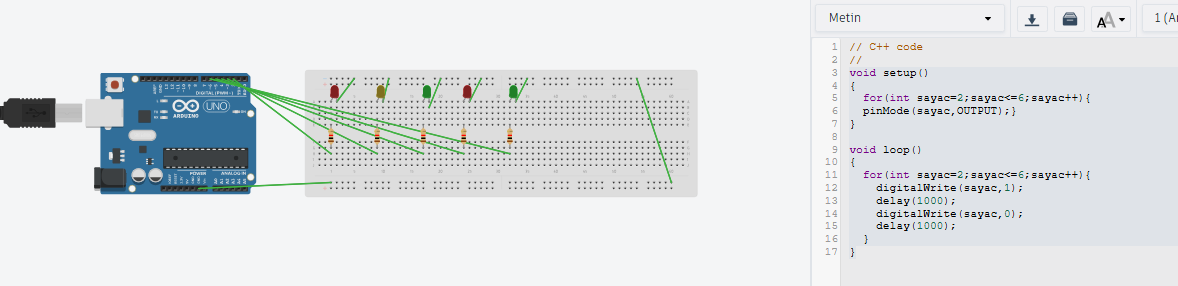 Metin
1 (Ar
DIGITAL (PWM~)
UNO
ARDUINO
POWER
ANALOG IN
1 // C++ code
2 //
3 void setup()
4 {
5 for(int sayac=2;sayac<=6;sayac++){
6 pinMode(sayac,OUTPUT);}
7 }
8
9 void loop()
10 {
11 for(int sayac=2;sayac<=6;sayac++){
12 digitalWrite(sayac,1);
13 delay(1000);
14 digitalWrite(sayac,0);
15 delay(1000);
16 }
17 }